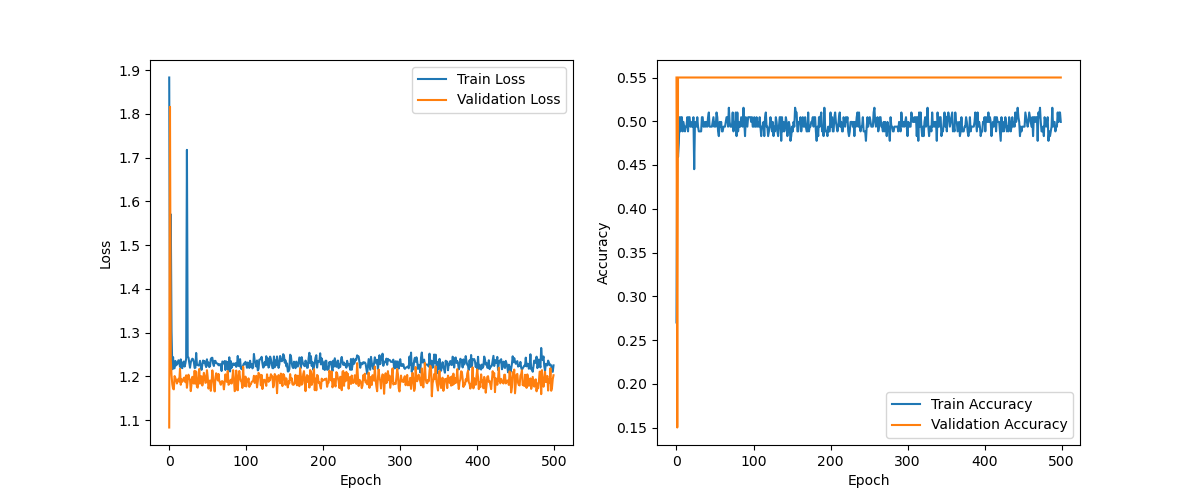 1.9
1.8
1.7
1.6
1.5
1.4
1.3
1.2
1.1
Loss
0 100 200 300 400 500
Epoch
Train Loss
Validation Loss
0.55
0.50
0.45
0.40
0.35
0.30
0.25
0.20
0.15
Accuracy
0 100 200 300 400 500
Epoch
Train Accuracy
Validation Accuracy